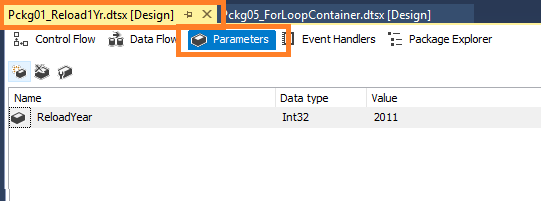 Pckg01_Reload1Yr.dtsx [Design] Pckg05_ForLoopContainer.dtsx [Design]
Control Flow Data Flow Parameters Event Handlers Package Explorer
Name Data type Value
ReloadYear Int32 2011